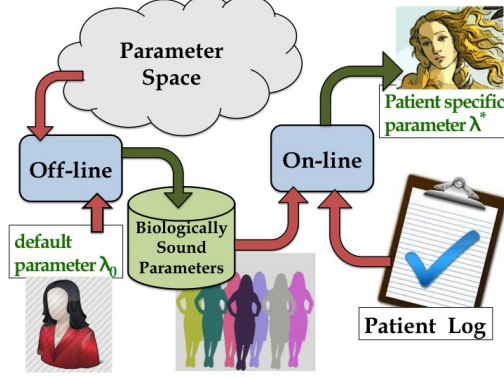 Parameter
Space
Patient specific
parameter λ*
Off-line
On-line
Biologically
Sound
Parameters
default
parameter λ0
Patient Log